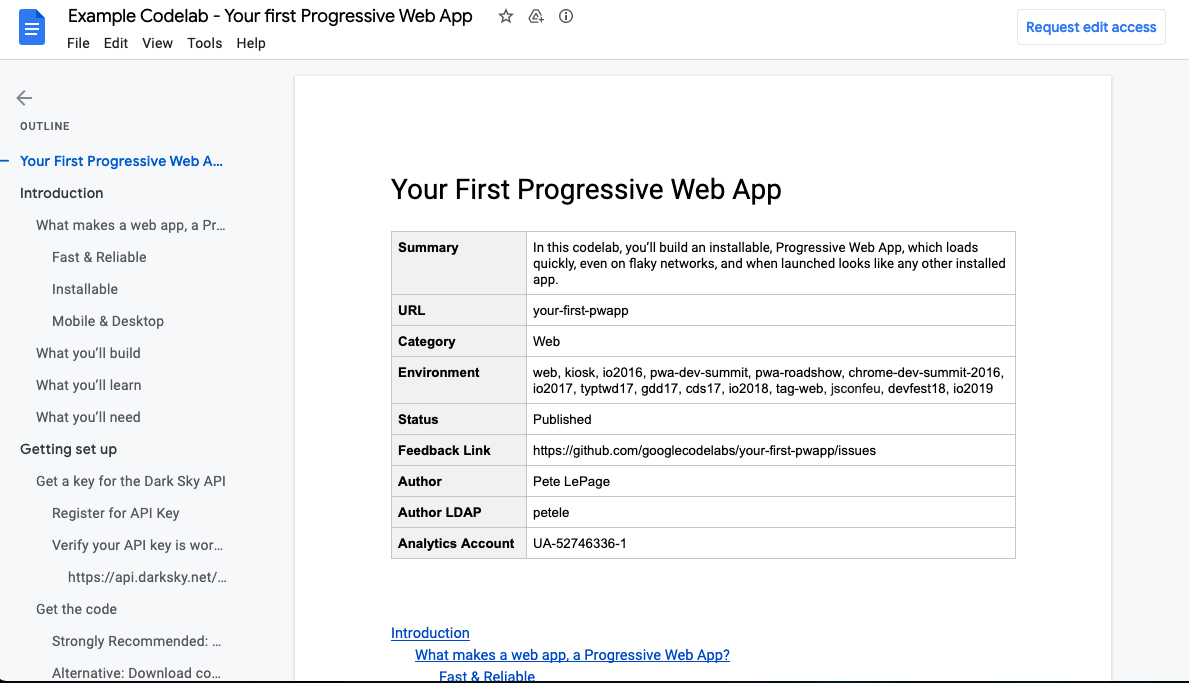 Example Codelab - Your first Progressive Web App
File Edit View Tools Help
Request edit access
OUTLINE
Your First Progressive Web A...
Introduction
What makes a web app, a Pr...
Fast & Reliable
Installable
Mobile & Desktop
What you’ll build
What you’ll learn
What you’ll need
Getting set up
Get a key for the Dark Sky API
Register for API Key
Verify your API key is wor...
https://api.darksky.net/...
Get the code
Strongly Recommended: ...
Alternative: Download co...
Your First Progressive Web App
Summary
In this codelab, you’ll build an installable, Progressive Web App, which loads
quickly, even on flaky networks, and when launched looks like any other installed
app.
URL your-first-pwapp
Category Web
Environment
web, kiosk, io2016, pwa-dev-summit, pwa-roadshow, chrome-dev-summit-2016,
io2017, typtwd17, gdd17, cds17, io2018, tag-web, jsconfeu, devfest18, io2019
Status Published
Feedback Link https://github.com/googlecodelabs/your-first-pwapp/issues
Author Pete LePage
Author LDAP petele
Analytics Account UA-52746336-1
Introduction
What makes a web app, a Progressive Web App?
Fast & Reliable